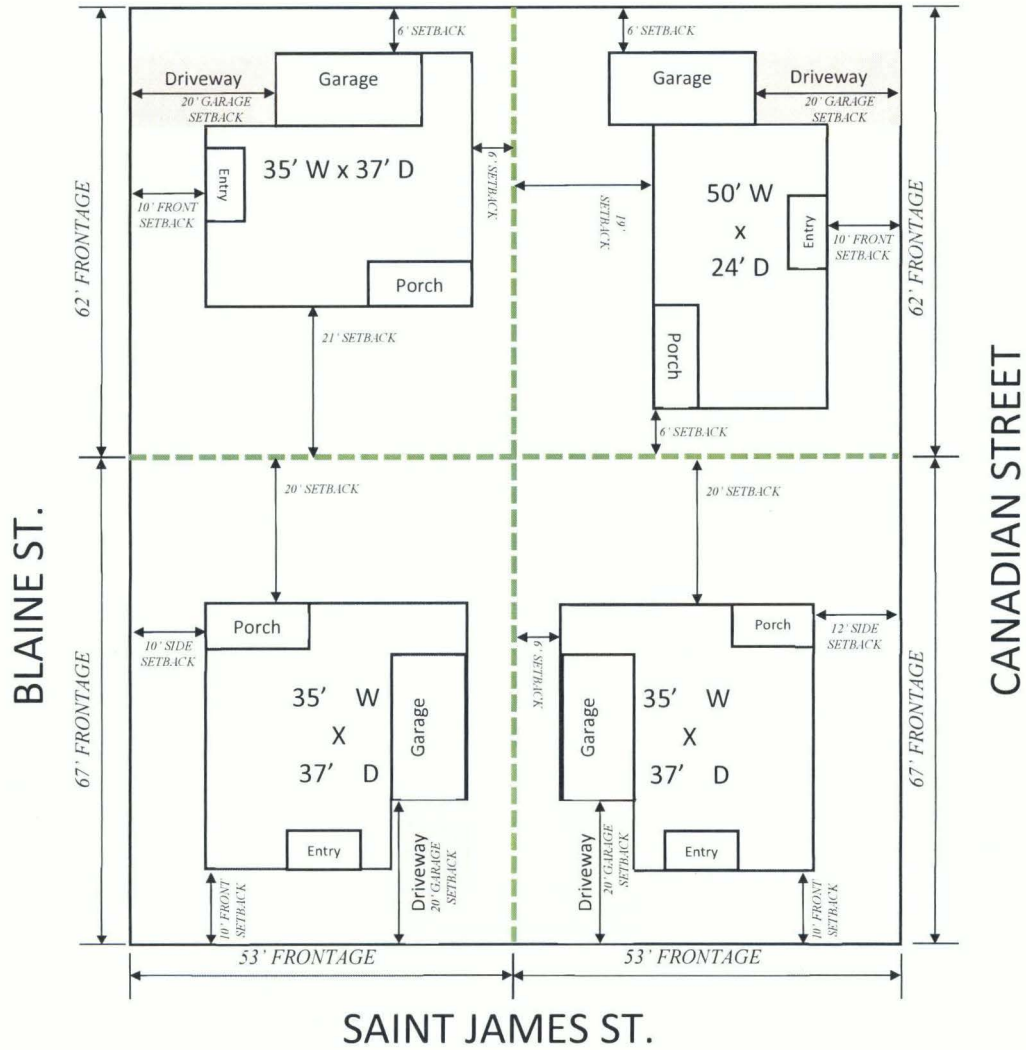 6' SETBACK
6' SETBACK
Driveway
Garage
Garage
Driveway
20' GARAGE
SETBACK
20' GARAGE
SETBACK
35' W x 37' D
6' SETBACK
Entry
10' FRONT
SETBACK
62' FRONTAGE
19'
SETBACK
50' W
x
24' D
Entry
10' FRONT
SETBACK
62' FRONTAGE
Porch
21' SETBACK
Porch
6' SETBACK
BLAINE ST.
CANADIAN STREET
20' SETBACK
20' SETBACK
Porch
10' SIDE
SETBACK
6' SETBACK
Porch
12' SIDE
SETBACK
67' FRONTAGE
35' W
X
37' D
Garage
Garage
35' W
X
37' D
67' FRONTAGE
Entry
Driveway
20' GARAGE
SETBACK
Driveway
20' GARAGE
SETBACK
Entry
10' FRONT
SETBACK
10' FRONT
SETBACK
53' FRONTAGE
53' FRONTAGE
SAINT JAMES ST.